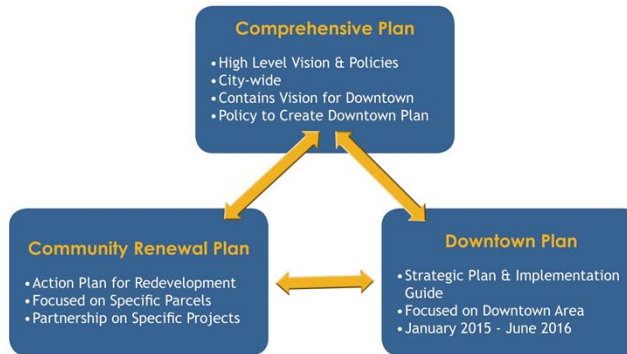 Comprehensive Plan
•High Level Vision & Policies
•City-wide
•Contains Vision for Downtown
•Policy to Create Downtown Plan
Community Renewal Plan
•Action Plan for Redevelopment
•Focused on Specific Parcels
•Partnership on Specific Projects
Downtown Plan
•Strategic Plan & Implementation
Guide
•Focused on Downtown Area
•January 2015 - June 2016